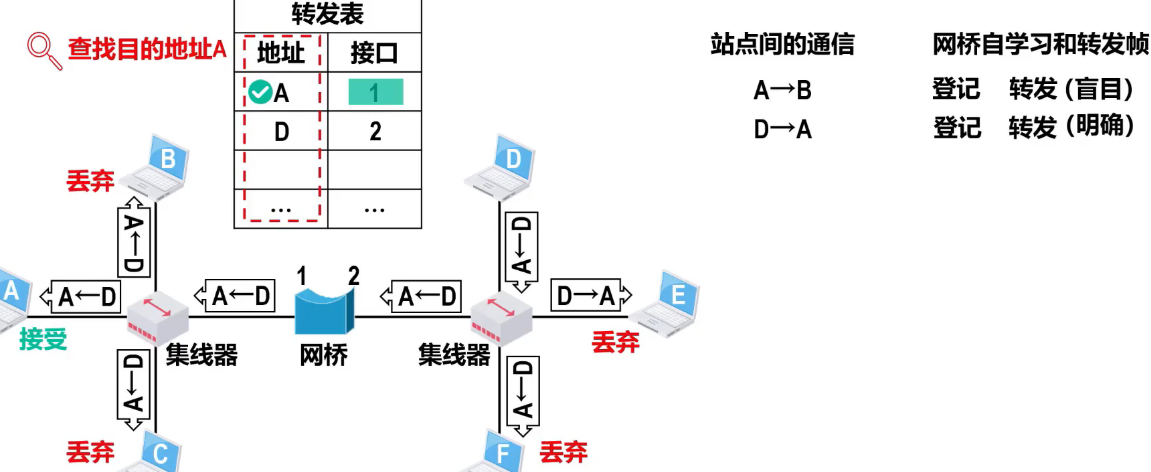 转发表
查找目的地址A
地址 接口
A 1
D 2
... ...
站点间的通信 网桥自学习和转发帧
A→B 登记 转发 (盲目)
D→A 登记 转发 (明确)
B
丢弃
D
A←D
A←D
A
A←D
A←D
1 2
A←D
D→A
E
接受
集线器
网桥
集线器
丢弃
D→A
D→A
丢弃
C
F
丢弃